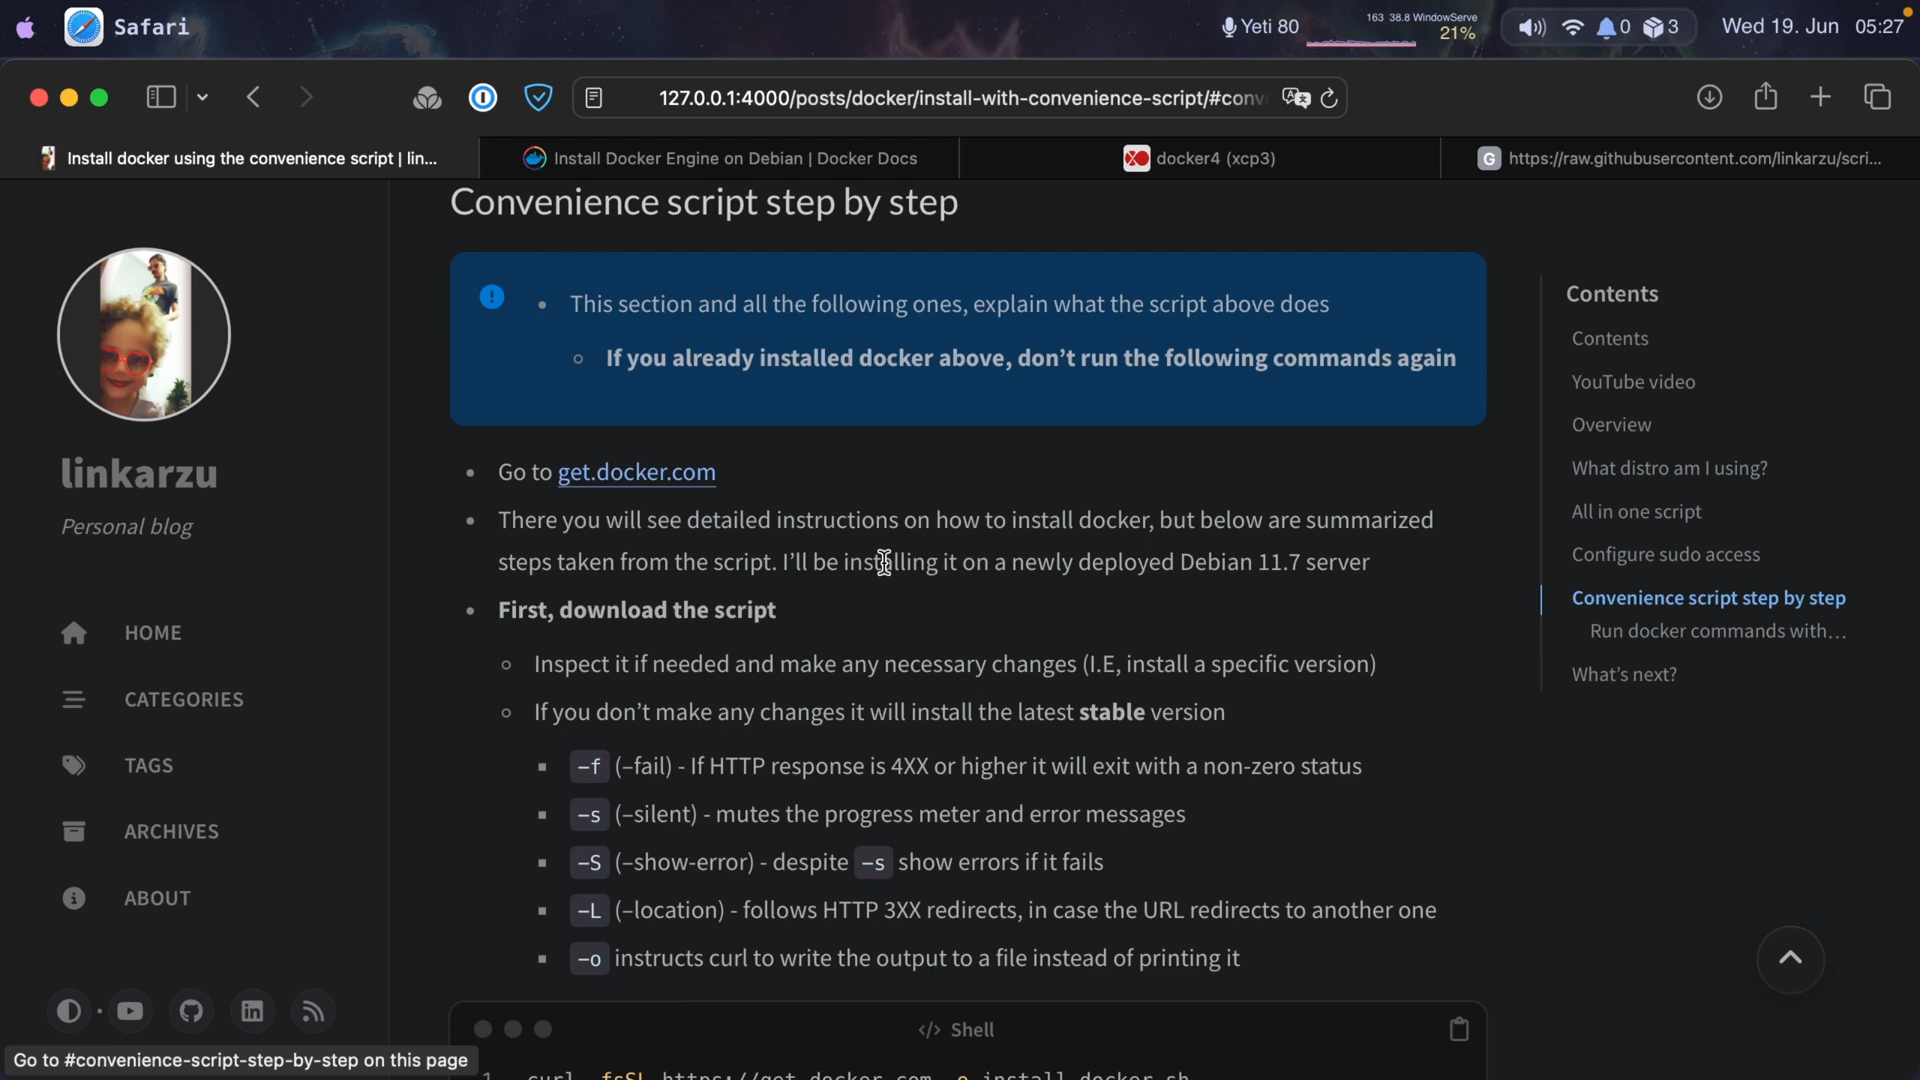 Safari
Yeti 80
163 38.8 WindowServe
21%
0
3
Wed 19. Jun 05:27
127.0.0.1:4000/posts/docker/install-with-convenience-script/#conv
Install docker using the convenience script | lin...
Install Docker Engine on Debian | Docker Docs
docker4 (xcp3)
G
https://raw.githubusercontent.com/linkarzu/scri...
Convenience script step by step
This section and all the following ones, explain what the script above does
If you already installed docker above, don’t run the following commands again
Go to get.docker.com
There you will see detailed instructions on how to install docker, but below are summarized
steps taken from the script. I’ll be installing it on a newly deployed Debian 11.7 server
First, download the script
Inspect it if needed and make any necessary changes (I.E, install a specific version)
If you don’t make any changes it will install the latest stable version
-f (–fail) - If HTTP response is 4XX or higher it will exit with a non-zero status
-s (–silent) - mutes the progress meter and error messages
-S (–show-error) - despite -s show errors if it fails
-L (–location) - follows HTTP 3XX redirects, in case the URL redirects to another one
-o instructs curl to write the output to a file instead of printing it
</> Shell
1 curl -fsSL https://get.docker.com -o install-docker.sh
linkarzu
Personal blog
HOME
CATEGORIES
TAGS
ARCHIVES
ABOUT
Go to #convenience-script-step-by-step on this page
Contents
Contents
YouTube video
Overview
What distro am I using?
All in one script
Configure sudo access
Convenience script step by step
Run docker commands with...
What’s next?